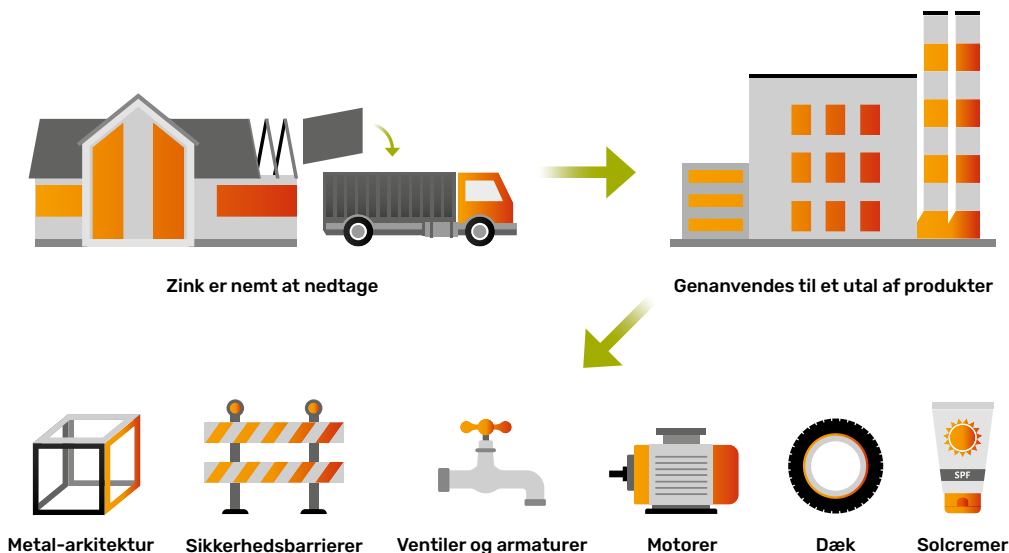 Zink er nemt at nedtage
Genanvendes til et utal af produkter
SPF
Metal-arkitektur
Sikkerhedsbarrierer
Ventiler og armaturer
Motorer
Dæk
Solcremer